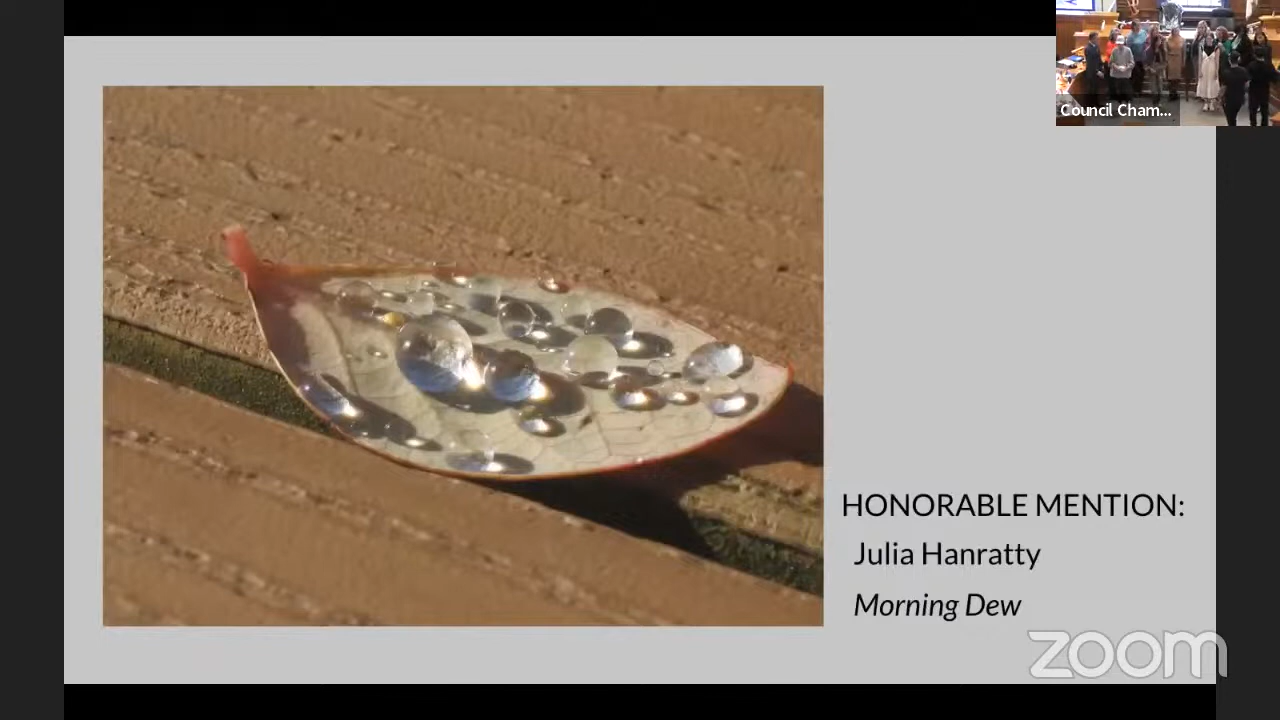 Council Cham...
HONORABLE MENTION:
Julia Hanratty
Morning Dew
zoom